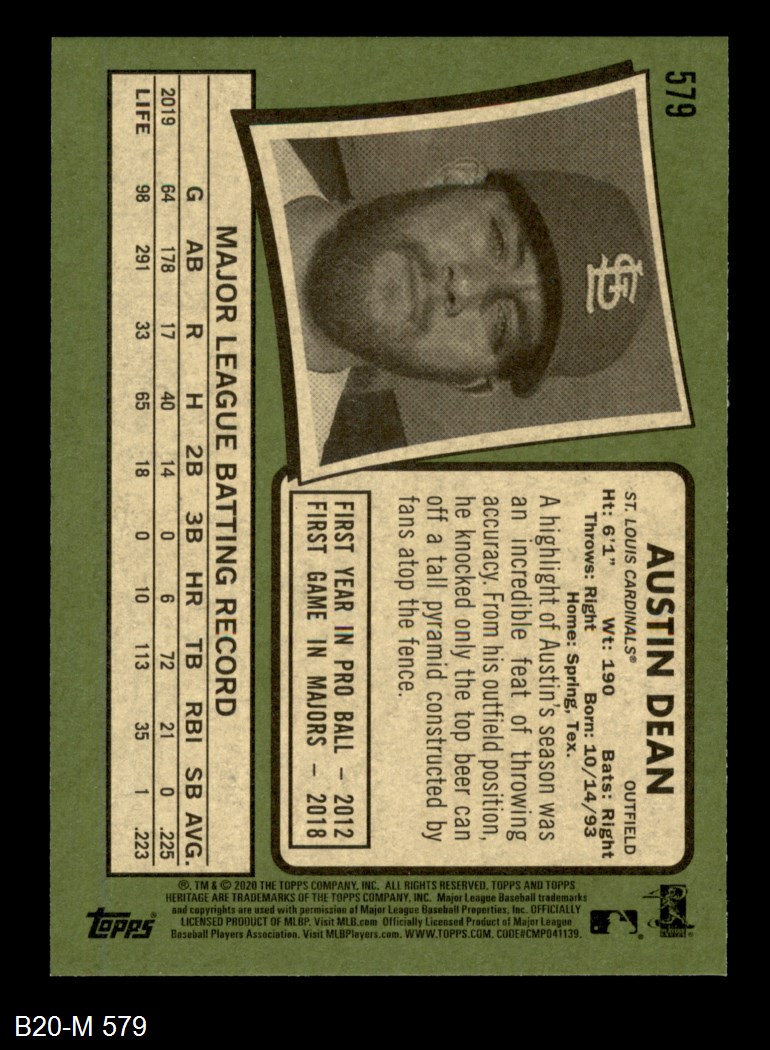 579
AUSTIN DEAN
ST. LOUIS CARDINALS® OUTFIELD
Ht: 6'1" Wt: 190 Bats: Right
Throws: Right Born: 10/14/93
Home: Spring, Tex.
A highlight of Austin's season was
an incredible feat of throwing
accuracy. From his outfield position,
he knocked only the top beer can
off a tall pyramid constructed by
fans atop the fence.
FIRST YEAR IN PRO BALL – 2012
FIRST GAME IN MAJORS – 2018
MAJOR LEAGUE BATTING RECORD
G AB R H 2B 3B HR TB RBI SB AVG.
2019 64 178 17 40 14 0 6 72 21 0 .225
LIFE 98 291 33 65 18 0 10 113 35 1 .223
®, TM & © 2020 THE TOPPS COMPANY, INC. ALL RIGHTS RESERVED. TOPPS AND TOPPS
HERITAGE ARE TRADEMARKS OF THE TOPPS COMPANY, INC. Major League Baseball trademarks
and copyrights are used with permission of Major League Baseball Properties, Inc. OFFICIALLY
LICENSED PRODUCT OF MLBP. Visit MLB.com Officially Licensed Product of Major League
Baseball Players Association. Visit MLBPlayers.com. WWW.TOPPS.COM. CODE#CMP041139.
topps®
B20-M 579